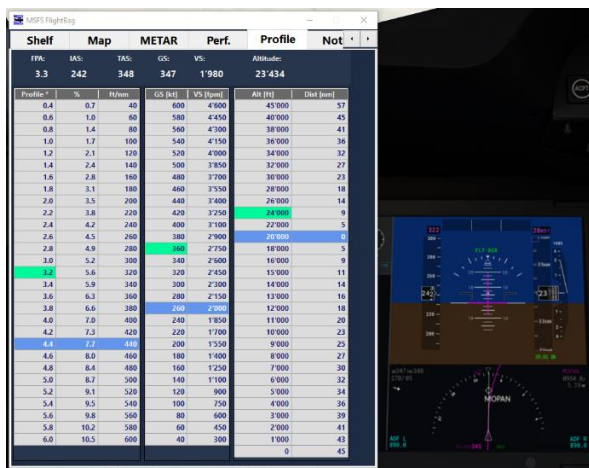 MSFS FlightBag
Shelf Map METAR Perf. Profile Not
FPA: IAS: TAS: GS: VS: Altitude:
3.3 242 348 347 1'980 23'434
Profile ° % ft/nm GS [kt] VS [fpm] Alt [ft] Dist [nm]
0.4 0.7 40 600 4'600 45'000 57
0.6 1.0 60 580 4'450 40'000 45
0.8 1.4 80 560 4'300 38'000 41
1.0 1.7 100 540 4'150 36'000 36
1.2 2.1 120 520 4'000 34'000 32
1.4 2.4 140 500 3'850 32'000 27
1.6 2.8 160 480 3'700 30'000 23
1.8 3.1 180 460 3'550 28'000 18
2.0 3.5 200 440 3'400 26'000 14
2.2 3.8 220 420 3'250 24'000 9
2.4 4.2 240 400 3'100 22'000 5
2.6 4.5 260 380 2'900 20'000 0
2.8 4.9 280 360 2'750 18'000 5
3.0 5.2 300 340 2'600 16'000 9
3.2 5.6 320 320 2'450 15'000 11
3.4 5.9 340 300 2'300 14'000 14
3.6 6.3 360 280 2'150 13'000 16
3.8 6.6 380 260 2'000 12'000 18
4.0 7.0 400 240 1'850 11'000 20
4.2 7.3 420 220 1'700 10'000 23
4.4 7.7 440 200 1'550 9'000 25
4.6 8.0 460 180 1'400 8'000 27
4.8 8.4 480 160 1'250 7'000 30
5.0 8.7 500 140 1'100 6'000 32
5.2 9.1 520 120 900 5'000 34
5.4 9.5 540 100 750 4'000 36
5.6 9.8 560 80 600 3'000 39
5.8 10.2 580 60 450 2'000 41
6.0 10.5 600 40 300 1'000 43
0 45
322
242
23
MOPAN
MOPAN
ADF L
ADF R